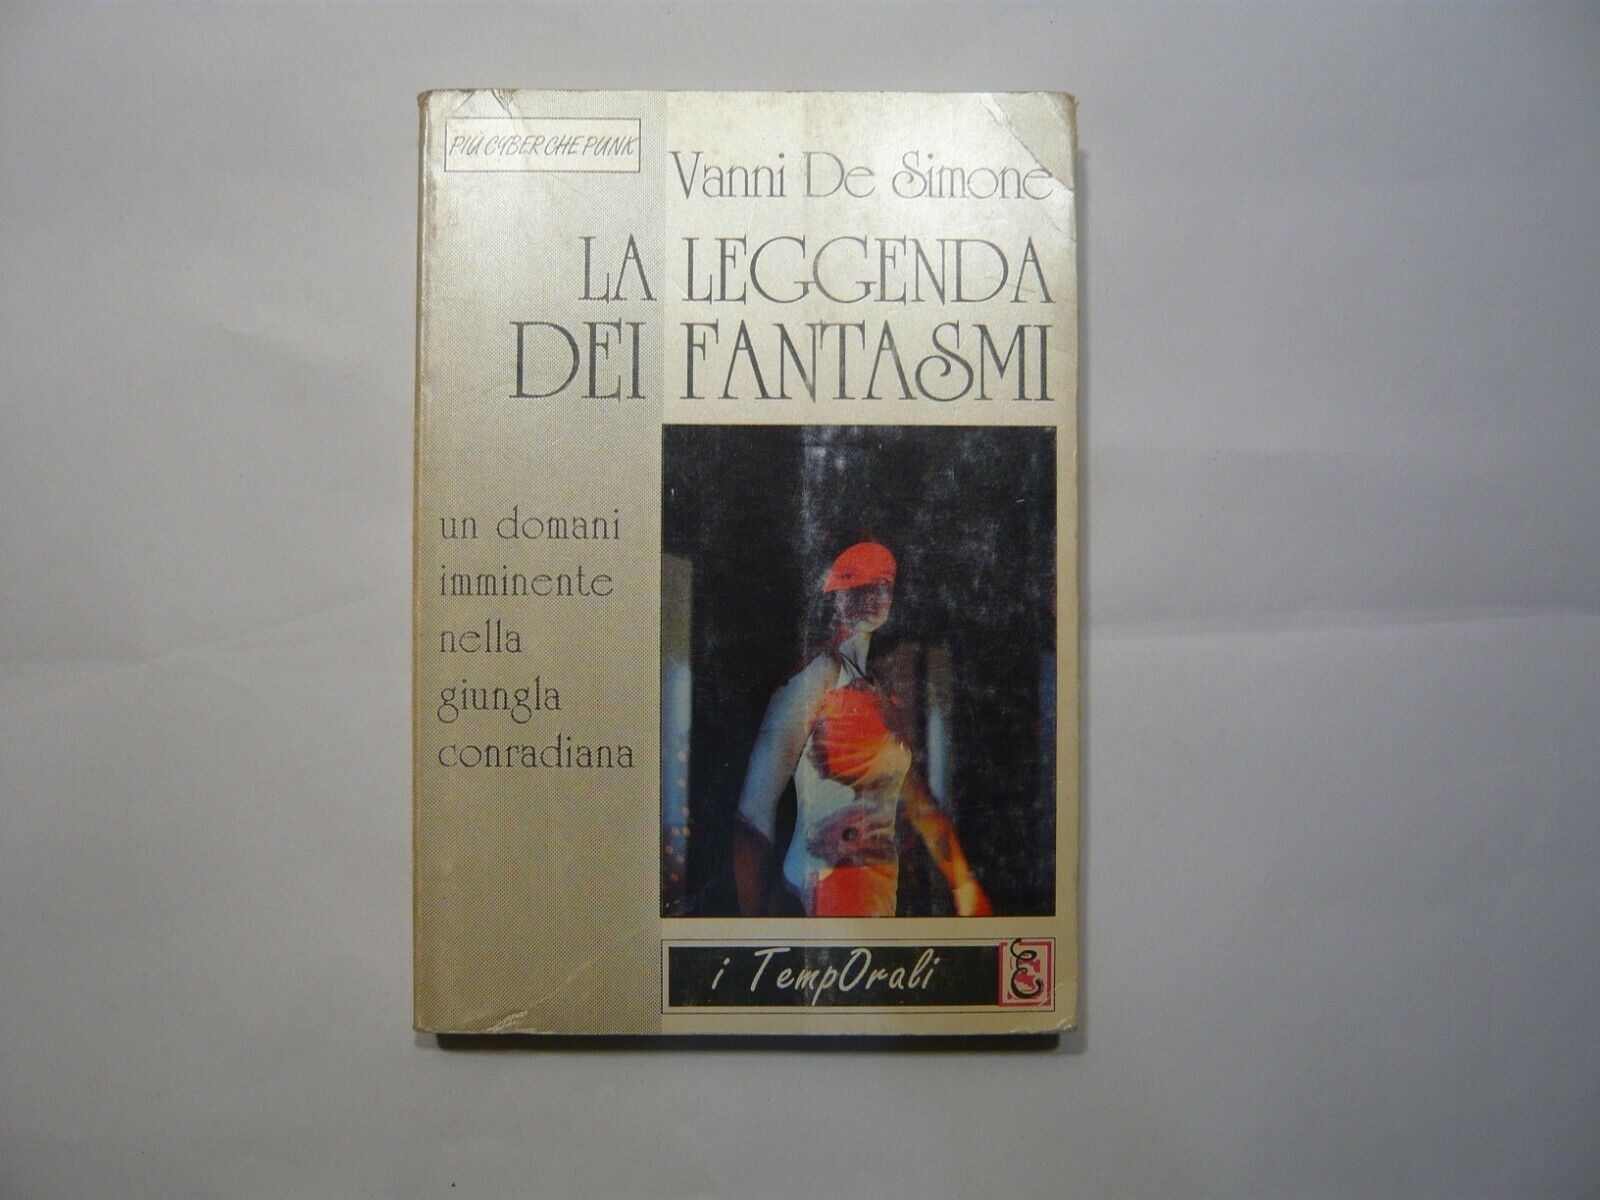 PIÙ CYBER CHE PUNK
Vanni De Simone
LA LEGGENDA
DEI FANTASMI
un domani
imminente
nella
giungla
conradiana
i TempOrali
E